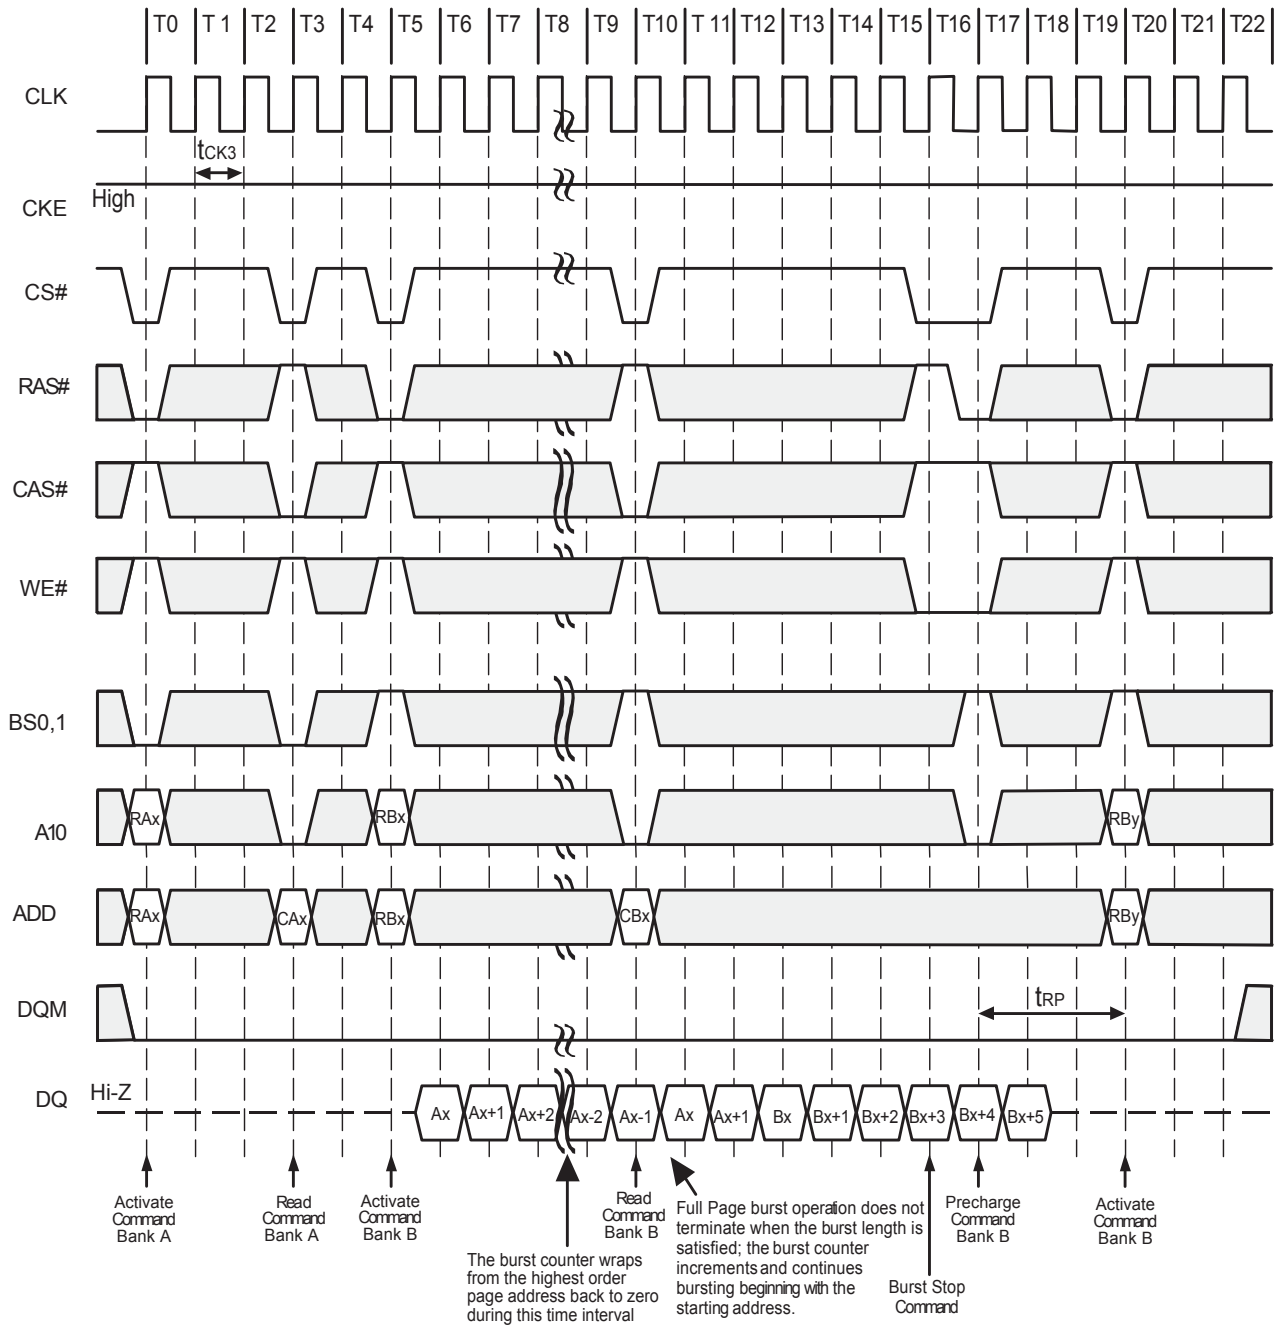 T0 T 1 T2 T3 T4 T5 T6 T7 T8 T9 T10 T 11 T12 T13 T14 T15 T16 T17 T18 T19 T20 T21 T22
CLK
tCK3
High
CKE
CS#
RAS#
CAS#
WE#
BS0,1
A10
RAx RBx RBy
ADD
RAx CAx RBx CBx RBy
DQM
tRP
DQ
Hi-Z
Ax Ax+1 Ax+2 Ax-2 Ax-1 Ax Ax+1 Bx Bx+1 Bx+2 Bx+3 Bx+4 Bx+5
Activate
Command
Bank A
Read
Command
Bank A
Activate
Command
Bank B
The burst counter wraps
from the highest order
page address back to zero
during this time interval
Read
Command
Bank B
Full Page burst operation does not
terminate when the burst length is
satisfied; the burst counter
increments and continues
bursting beginning with the
starting address.
Burst Stop
Command
Precharge
Command
Bank B
Activate
Command
Bank B